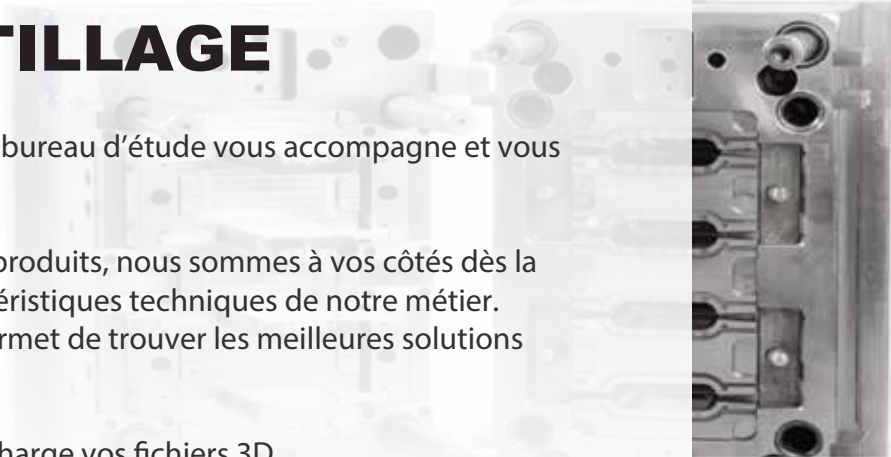 TILLAGE
bureau d’étude vous accompagne et vous
produits, nous sommes à vos côtés dès la
éristiques techniques de notre métier.
rmet de trouver les meilleures solutions
harge vos fichiers 3D